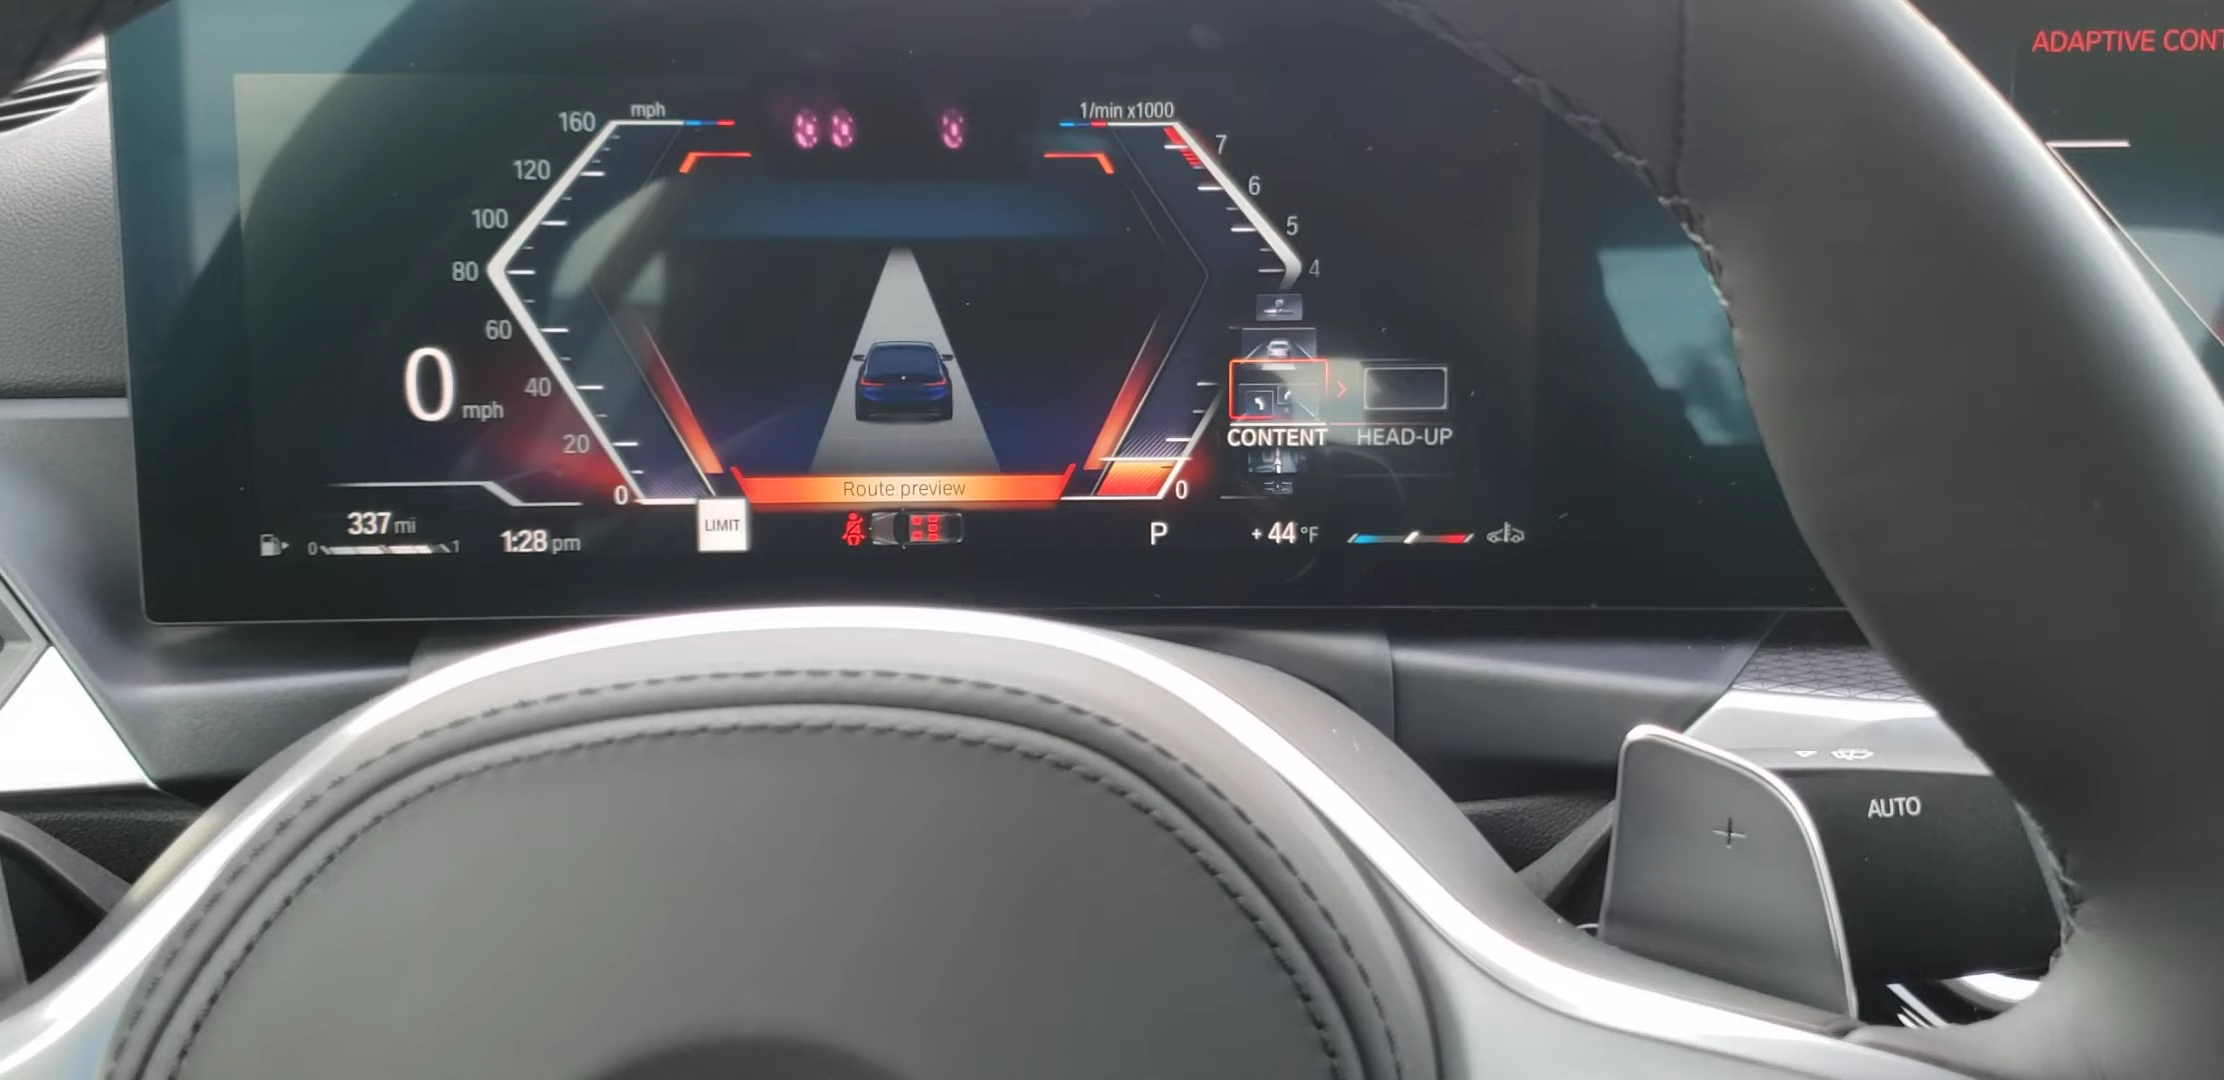 ADAPTIVE CONT
mph
1/min x1000
160
120
100
80
60
40
20
0
7
6
5
4
0
0 mph
CONTENT
HEAD-UP
Route preview
337 mi
0 1
1:28 pm
LIMIT
P
+ 44 °F
AUTO
+